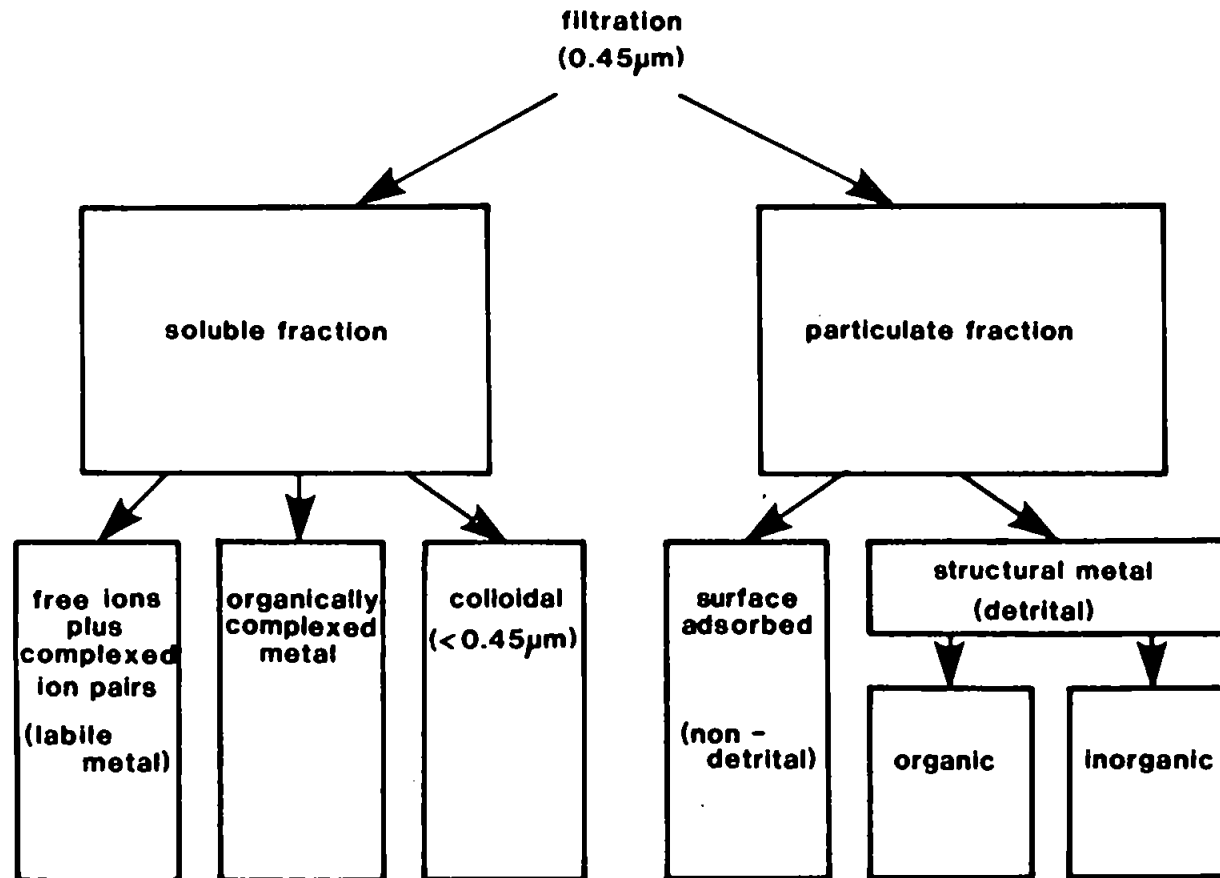 filtration
(0.45µm)
soluble fraction
particulate fraction
free ions
plus
complexed
ion pairs
(labile
metal)
organically
complexed
metal
colloidal
(<0.45µm)
surface
adsorbed
(non-
detrital)
structural metal
(detrital)
organic
inorganic